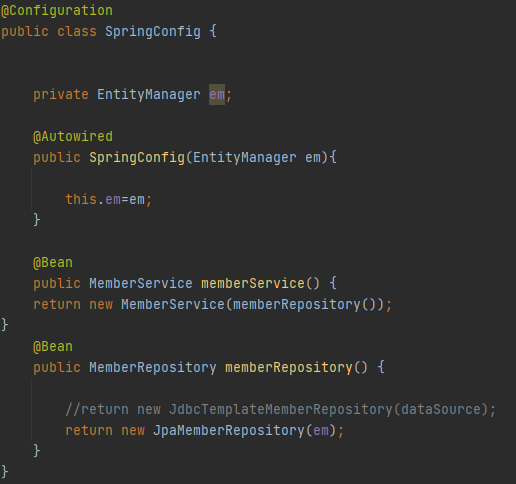 @Configuration
public class SpringConfig {
private EntityManager em;
@Autowired
public SpringConfig(EntityManager em){
this.em=em;
}
@Bean
public MemberService memberService() {
return new MemberService(memberRepository());
}
@Bean
public MemberRepository memberRepository() {
//return new JdbcTemplateMemberRepository(dataSource);
return new JpaMemberRepository(em);
}
}